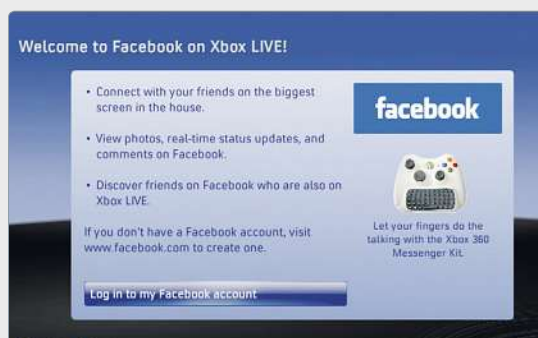 Welcome to Facebook on Xbox LIVE!
• Connect with your friends on the biggest
screen in the house.
• View photos, real-time status updates, and
comments on Facebook.
• Discover friends on Facebook who are also on
Xbox LIVE.
If you don't have a Facebook account, visit
www.facebook.com to create one.
Log in to my Facebook account
facebook
Let your fingers do the
talking with the Xbox 360
Messenger Kit.